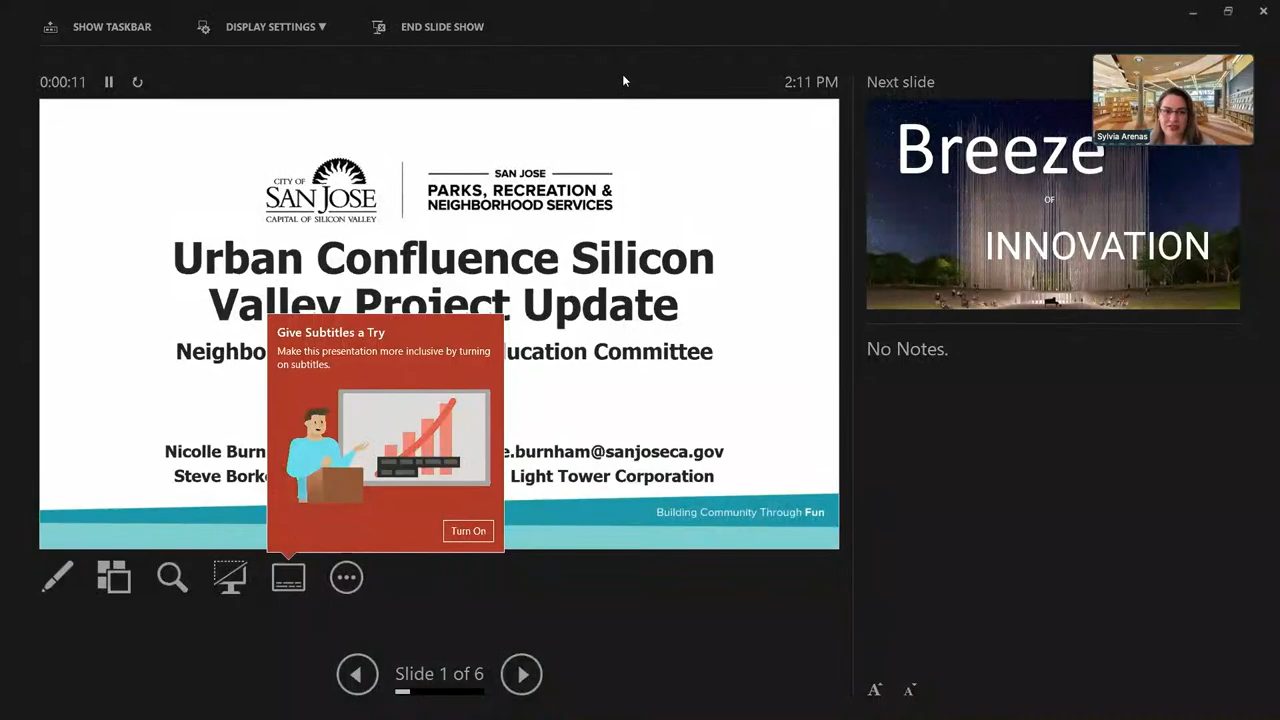 SHOW TASKBAR
DISPLAY SETTINGS ▼
END SLIDE SHOW
0:00:11
2:11 PM
Next slide
CITY OF
SAN JOSE
CAPITAL OF SILICON VALLEY
SAN JOSE
PARKS, RECREATION &
NEIGHBORHOOD SERVICES
Urban Confluence Silicon
Valley Project Update
Neighbo
ucation Committee
Give Subtitles a Try
Make this presentation more inclusive by turning
on subtitles.
Turn On
Nicolle Burn
e.burnham@sanjoseca.gov
Steve Bork
Light Tower Corporation
Building Community Through Fun
Breeze
OF
INNOVATION
Sylvia Arenas
No Notes.
Slide 1 of 6
A A